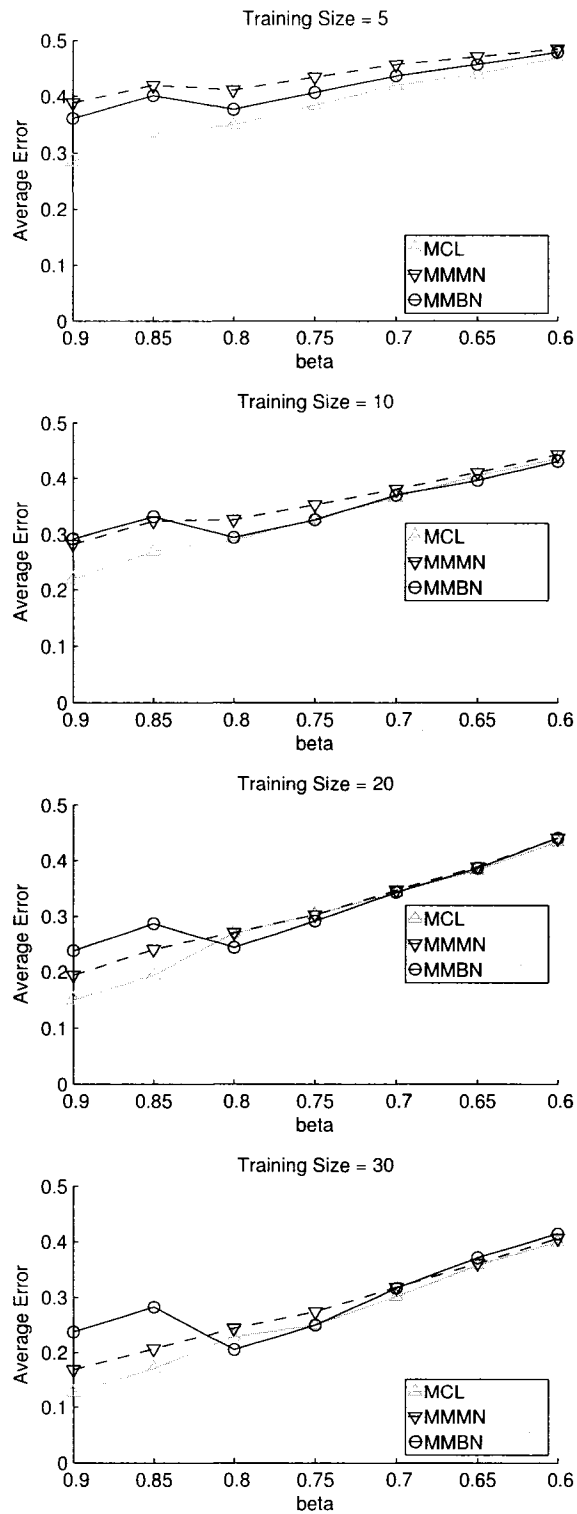 Training Size = 5
0.5
0.4
0.3
0.2
0.1
0
Average Error
MCL
MMMN
MMBN
0.9 0.85 0.8 0.75 0.7 0.65 0.6
beta
Training Size = 10
0.5
0.4
0.3
0.2
0.1
0
Average Error
MCL
MMMN
MMBN
0.9 0.85 0.8 0.75 0.7 0.65 0.6
beta
Training Size = 20
0.5
0.4
0.3
0.2
0.1
0
Average Error
MCL
MMMN
MMBN
0.9 0.85 0.8 0.75 0.7 0.65 0.6
beta
Training Size = 30
0.5
0.4
0.3
0.2
0.1
0
Average Error
MCL
MMMN
MMBN
0.9 0.85 0.8 0.75 0.7 0.65 0.6
beta